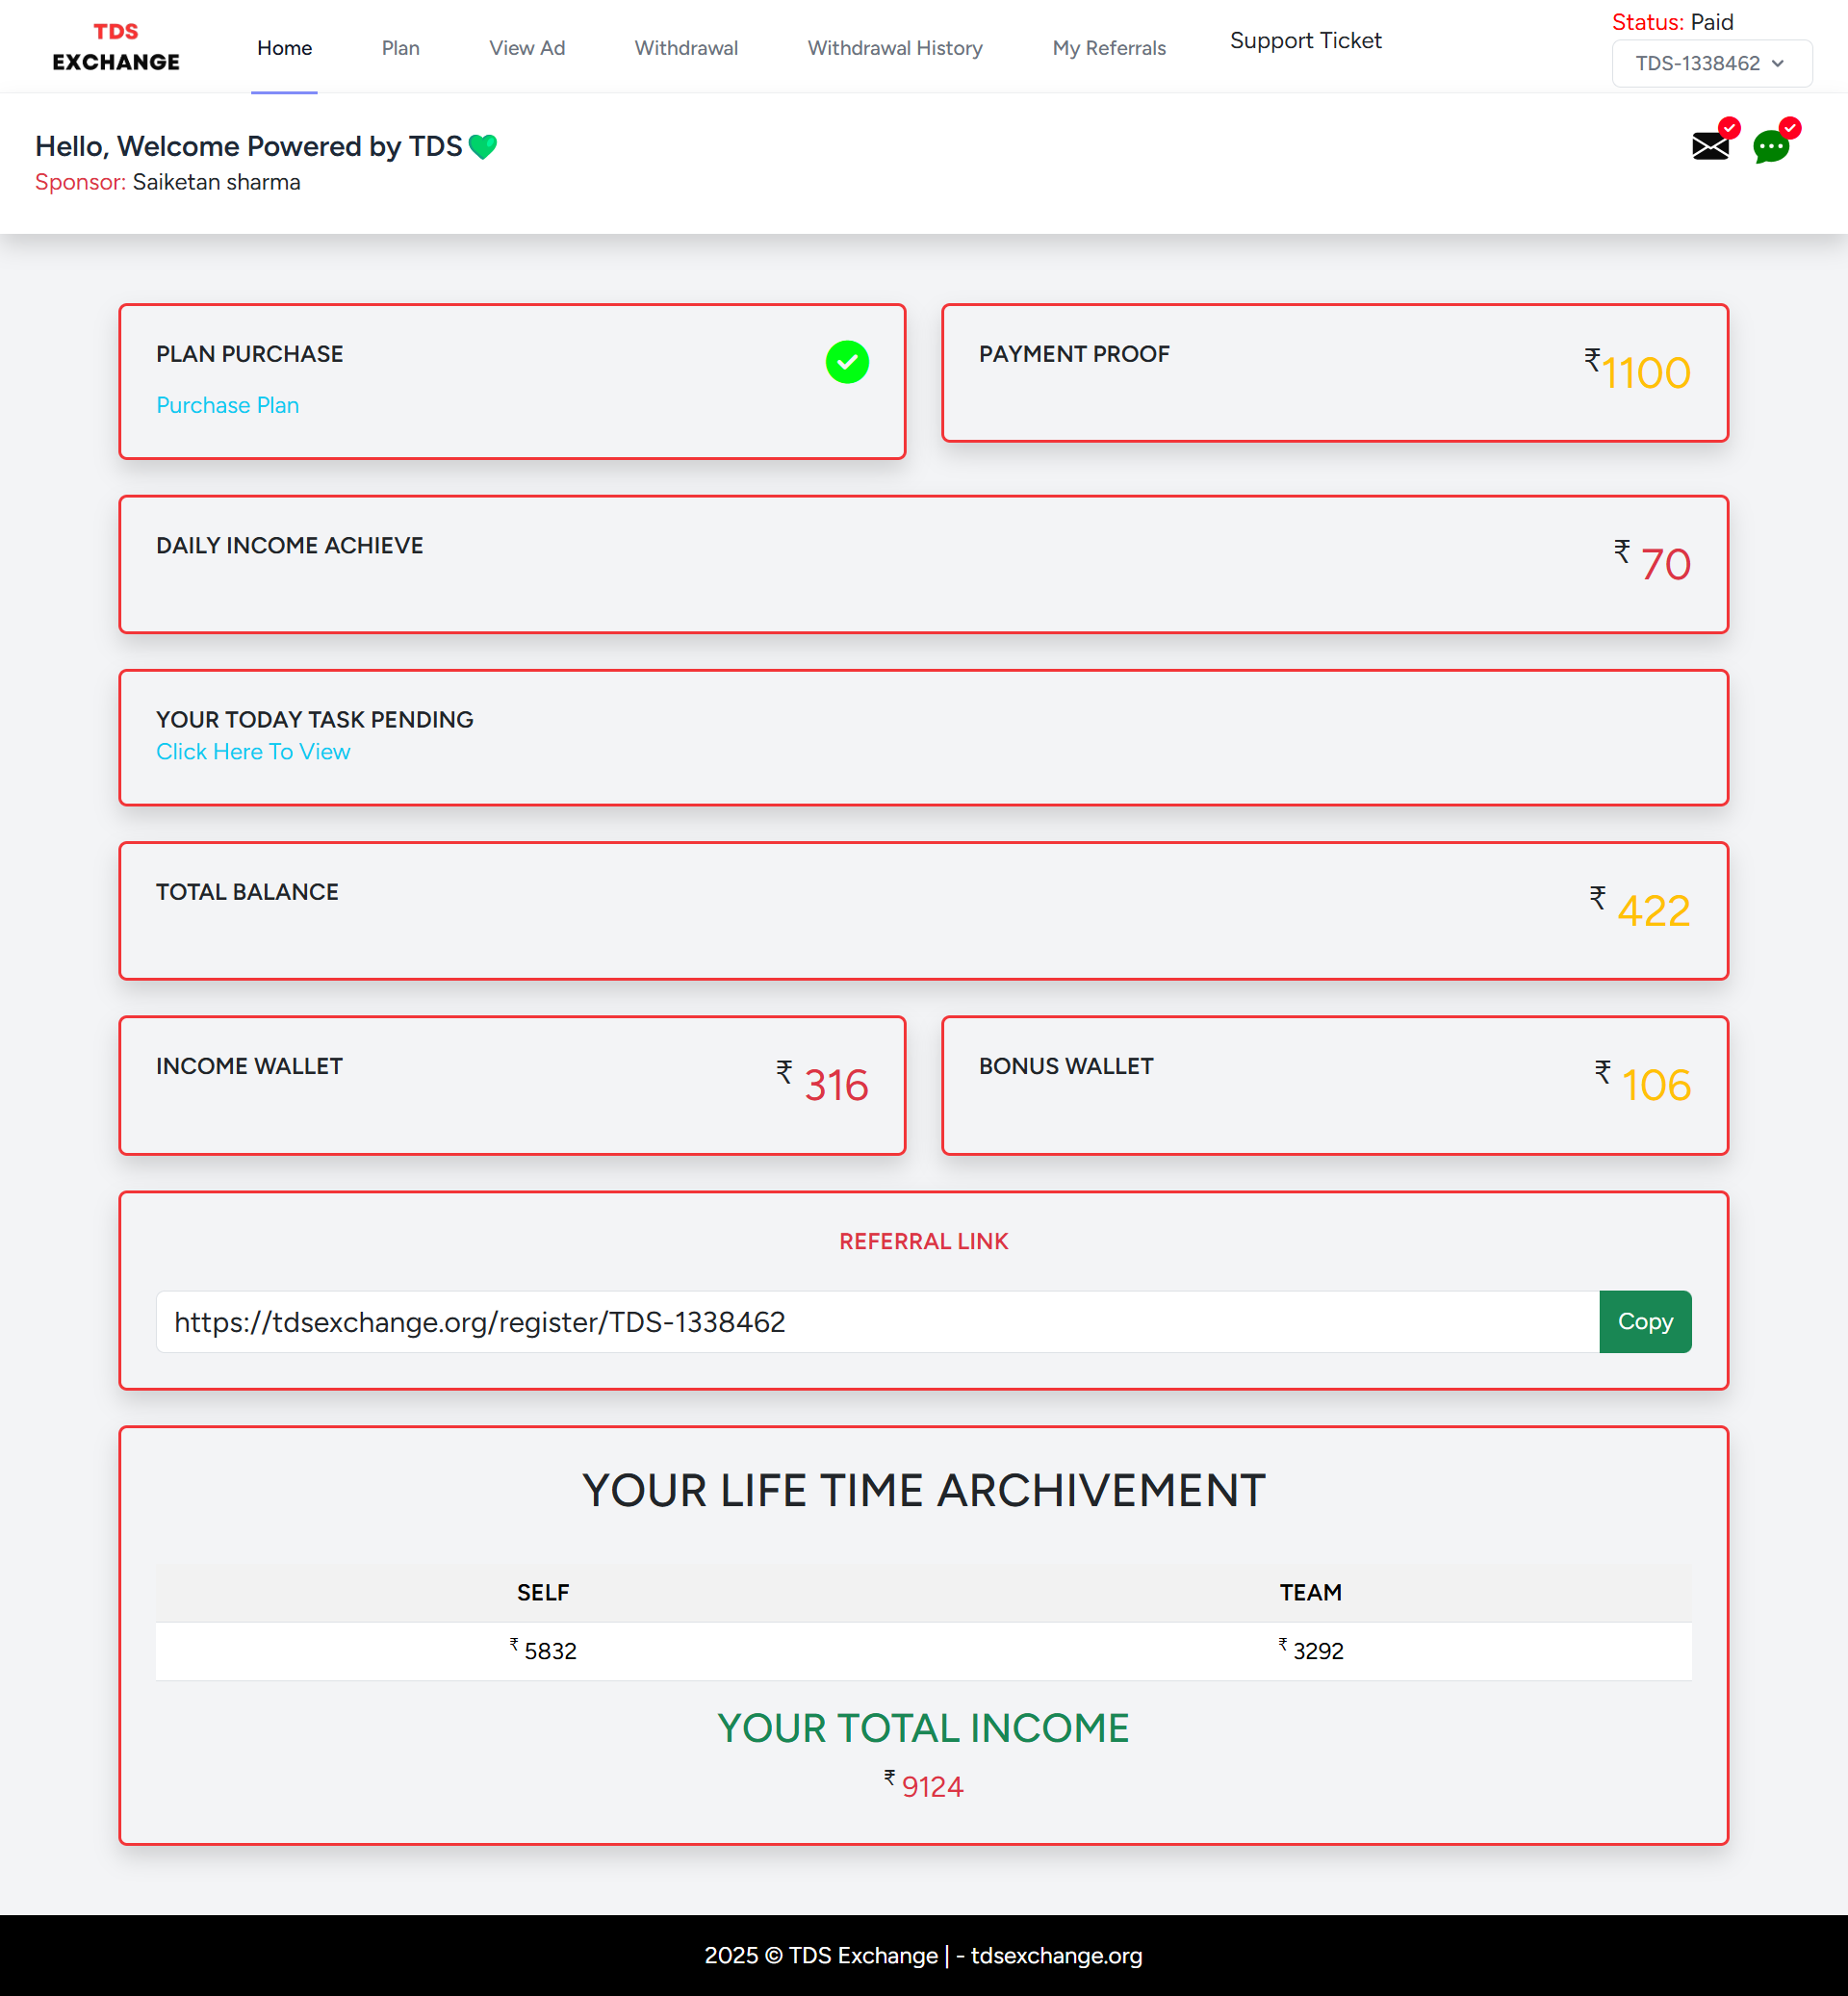 TDS
EXCHANGE
Home
Plan
View Ad
Withdrawal
Withdrawal History
My Referrals
Support Ticket
Status: Paid
TDS-1338462
Hello, Welcome Powered by TDS💚
Sponsor: Saiketan sharma
PLAN PURCHASE
Purchase Plan
PAYMENT PROOF
₹1100
DAILY INCOME ACHIEVE
₹ 70
YOUR TODAY TASK PENDING
Click Here To View
TOTAL BALANCE
₹ 422
INCOME WALLET
₹ 316
BONUS WALLET
₹ 106
REFERRAL LINK
https://tdsexchange.org/register/TDS-1338462
Copy
YOUR LIFE TIME ARCHIVEMENT
SELF TEAM
₹ 5832 ₹ 3292
YOUR TOTAL INCOME
₹ 9124
2025 © TDS Exchange | - tdsexchange.org